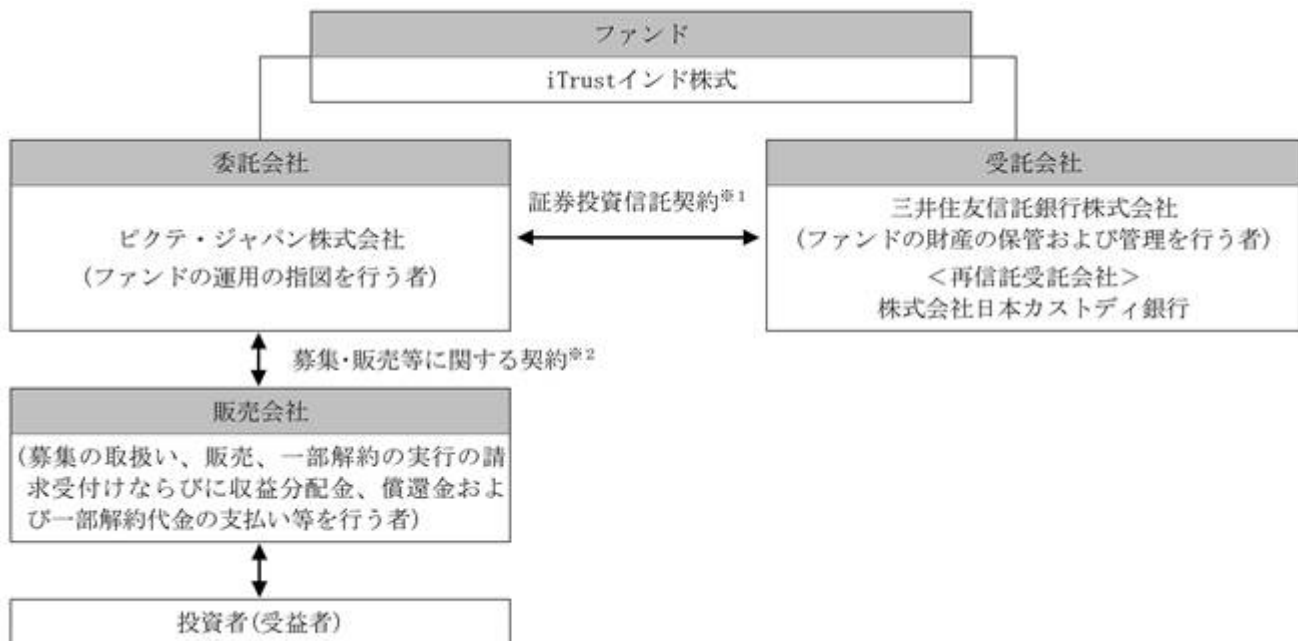 ファンド
iTrustインド株式
委託会社
ピクテ・ジャパン株式会社
(ファンドの運用の指図を行う者)
証券投資信託契約※1
受託会社
三井住友信託銀行株式会社
(ファンドの財産の保管および管理を行う者)
＜再信託受託会社＞
株式会社日本カストディ銀行
募集・販売等に関する契約※2
販売会社
(募集の取扱い、販売、一部解約の実行の請
求受付けならびに収益分配金、償還金およ
び一部解約代金の支払い等を行う者)
投資者(受益者)